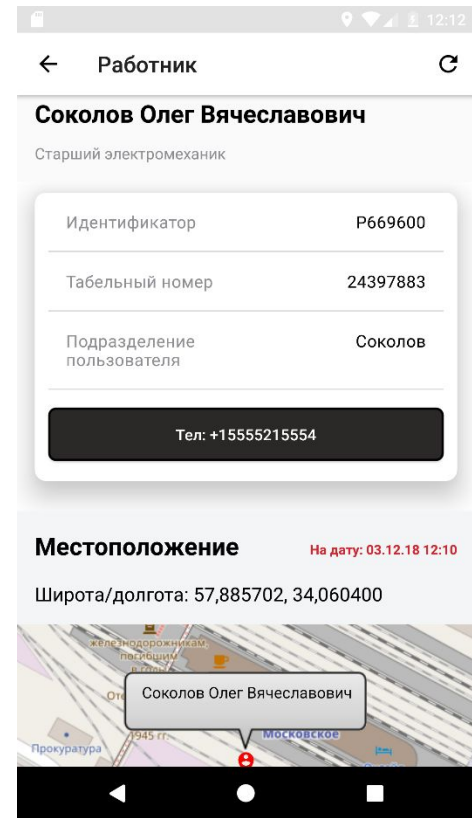 12:12
Работник
Соколов Олег Вячеславович
Старший электромеханик
Идентификатор
P669600
Табельный номер
24397883
Подразделение
пользователя
Соколов
Тел: +15555215554
Местоположение
На дату: 03.12.18 12:10
Широта/долгота: 57,885702, 34,060400
железнодорожникам,
погибшим
в годы
Соколов Олег Вячеславович
1945 гг.
Московское
Прокуратура